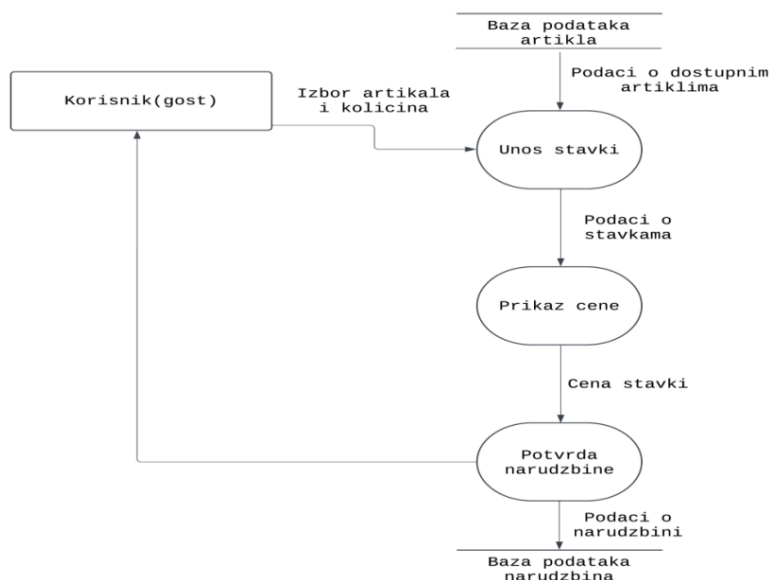 Baza podataka
artikla
Podaci o dostupnim
artiklima
Korisnik(gost)
Izbor artikala
i kolicina
Unos stavki
Podaci o
stavkama
Prikaz cene
Cena stavki
Potvrda
narudzbine
Podaci o
narudzbini
Baza podataka
narudzbina